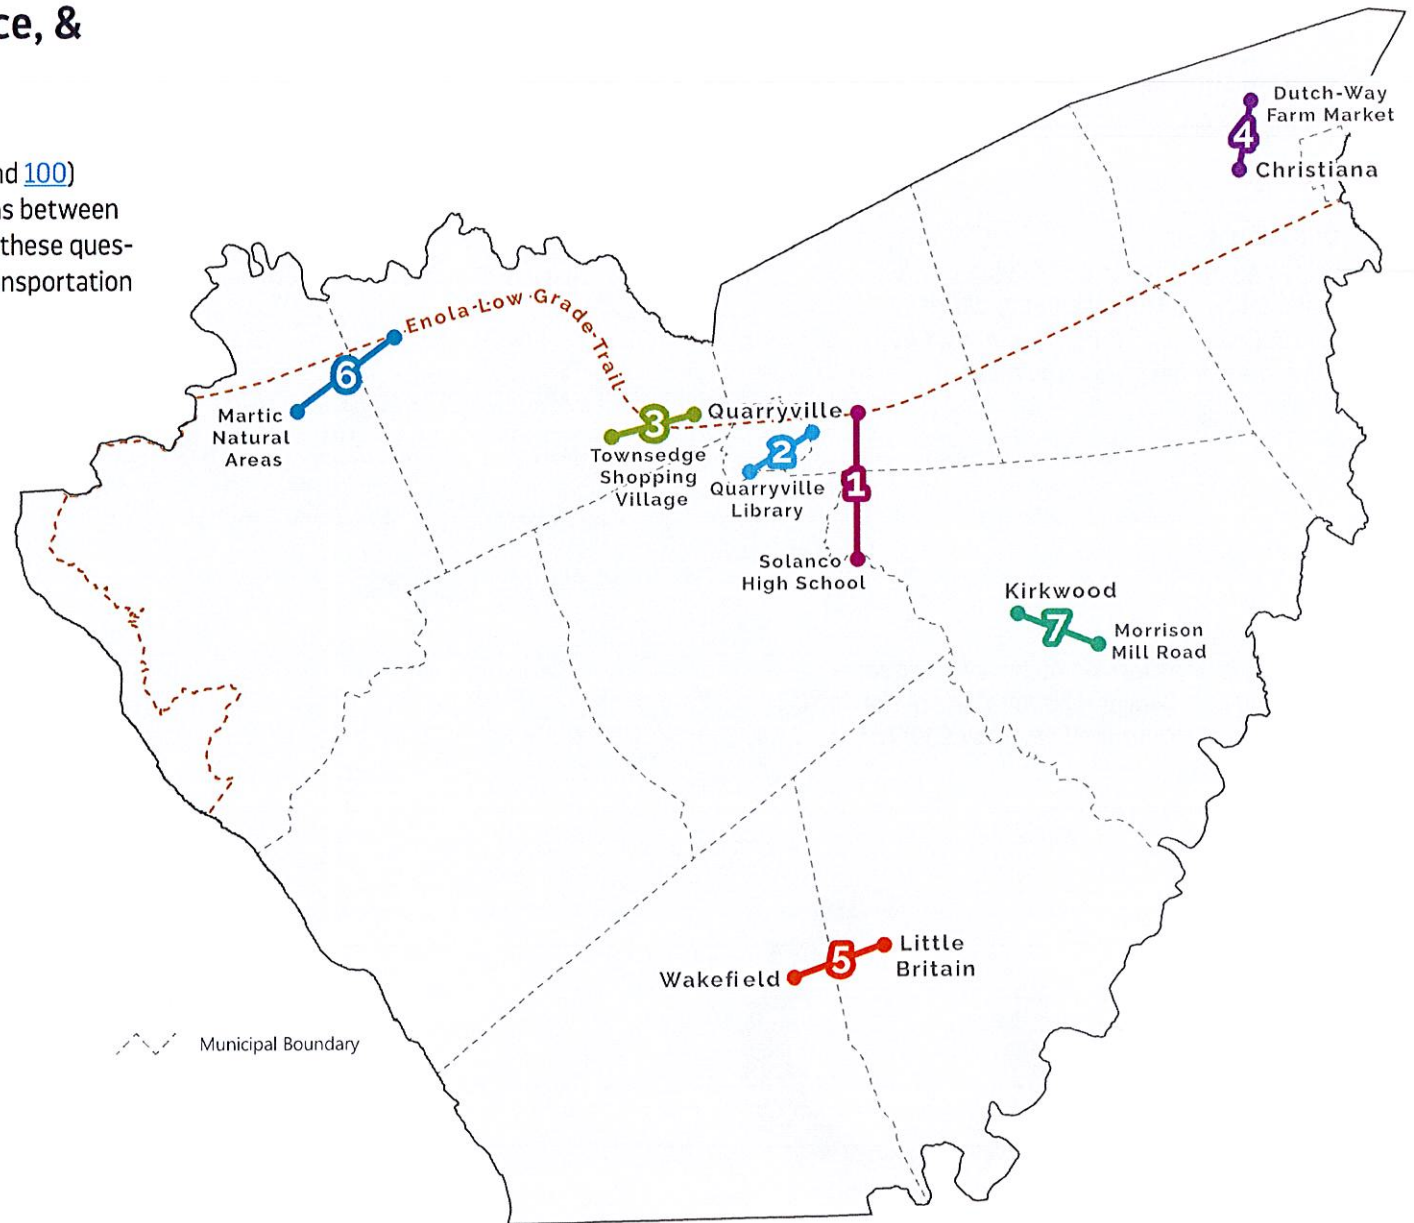 ce, &
nd 100)
s between
these ques-
nsportation
Dutch-Way
Farm Market
4
Christiana
Enola-Low Grade Trail
6
Martic
Natural
Areas
3
Quarryville
Townsedge
Shopping
Village
2
Quarryville
Library
1
Solanco
High School
Kirkwood
7
Morrison
Mill Road
5
Little
Britain
Wakefield
Municipal Boundary